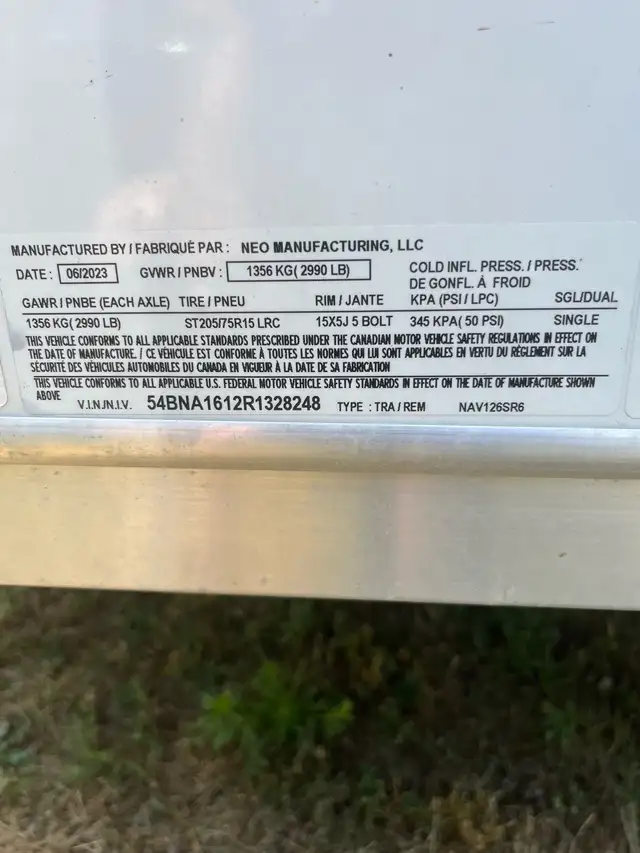 MANUFACTURED BY / FABRIQUÉ PAR : NEO MANUFACTURING, LLC
DATE : 06/2023 GVWR / PNBV : 1356 KG( 2990 LB) COLD INFL. PRESS. / PRESS.
DE GONFL. À FROID
GAWR / PNBE (EACH AXLE) TIRE / PNEU RIM / JANTE KPA (PSI / LPC) SGL/DUAL
1356 KG( 2990 LB) ST205/75R15 LRC 15X5J 5 BOLT 345 KPA( 50 PSI) SINGLE
THIS VEHICLE CONFORMS TO ALL APPLICABLE STANDARDS PRESCRIBED UNDER THE CANADIAN MOTOR VEHICLE SAFETY REGULATIONS IN EFFECT ON
THE DATE OF MANUFACTURE. / CE VÉHICULE EST CONFORME À TOUTES LES NORMES QUI LUI SONT APPLICABLES EN VERTU DU RÉGLEMENT SUR LA
SÉCURITÉ DES VÉHICULES AUTOMOBILES DU CANADA EN VIGUEUR À LA DATE DE SA FABRICATION
THIS VEHICLE CONFORMS TO ALL APPLICABLE U.S. FEDERAL MOTOR VEHICLE SAFETY STANDARDS IN EFFECT ON THE DATE OF MANUFACTURE SHOWN
ABOVE
V.I.N./N.I.V. 54BNA1612R1328248 TYPE : TRA / REM NAV126SR6